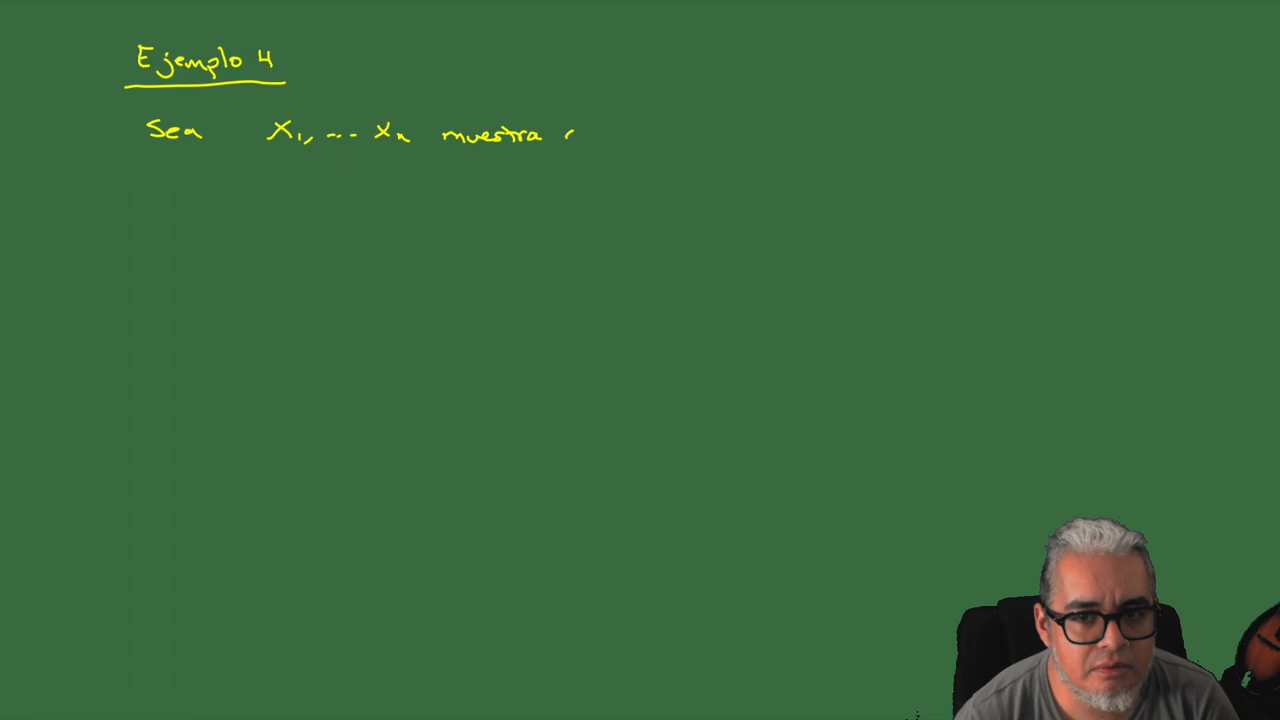 Ejemplo 4
Sea X₁, ... Xₙ muestra